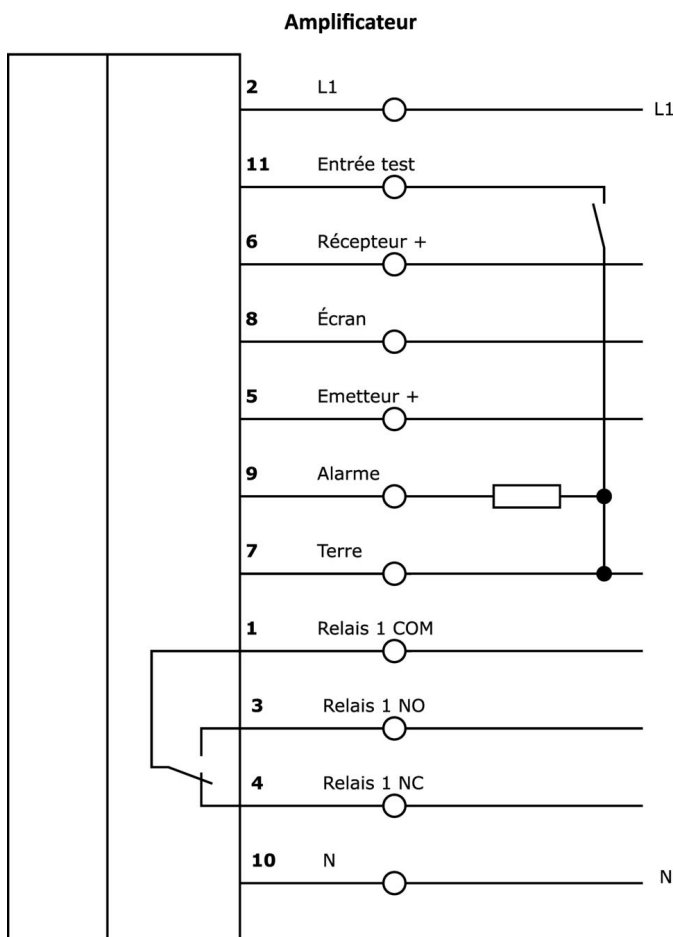 Amplificateur
2 L1
L1
11 Entrée test
6 Récepteur +
8 Écran
5 Emetteur +
9 Alarme
7 Terre
1 Relais 1 COM
3 Relais 1 NO
4 Relais 1 NC
10 N
N